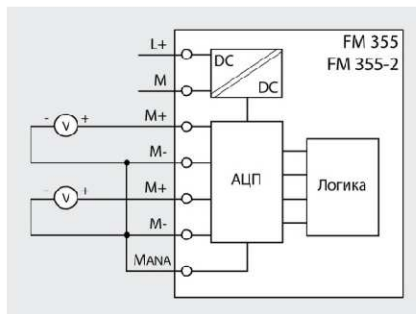 L+
FM 355
FM 355-2
DC
M
DC
M+
- V +
M-
АЦП
Логика
M+
- V +
M-
MANA